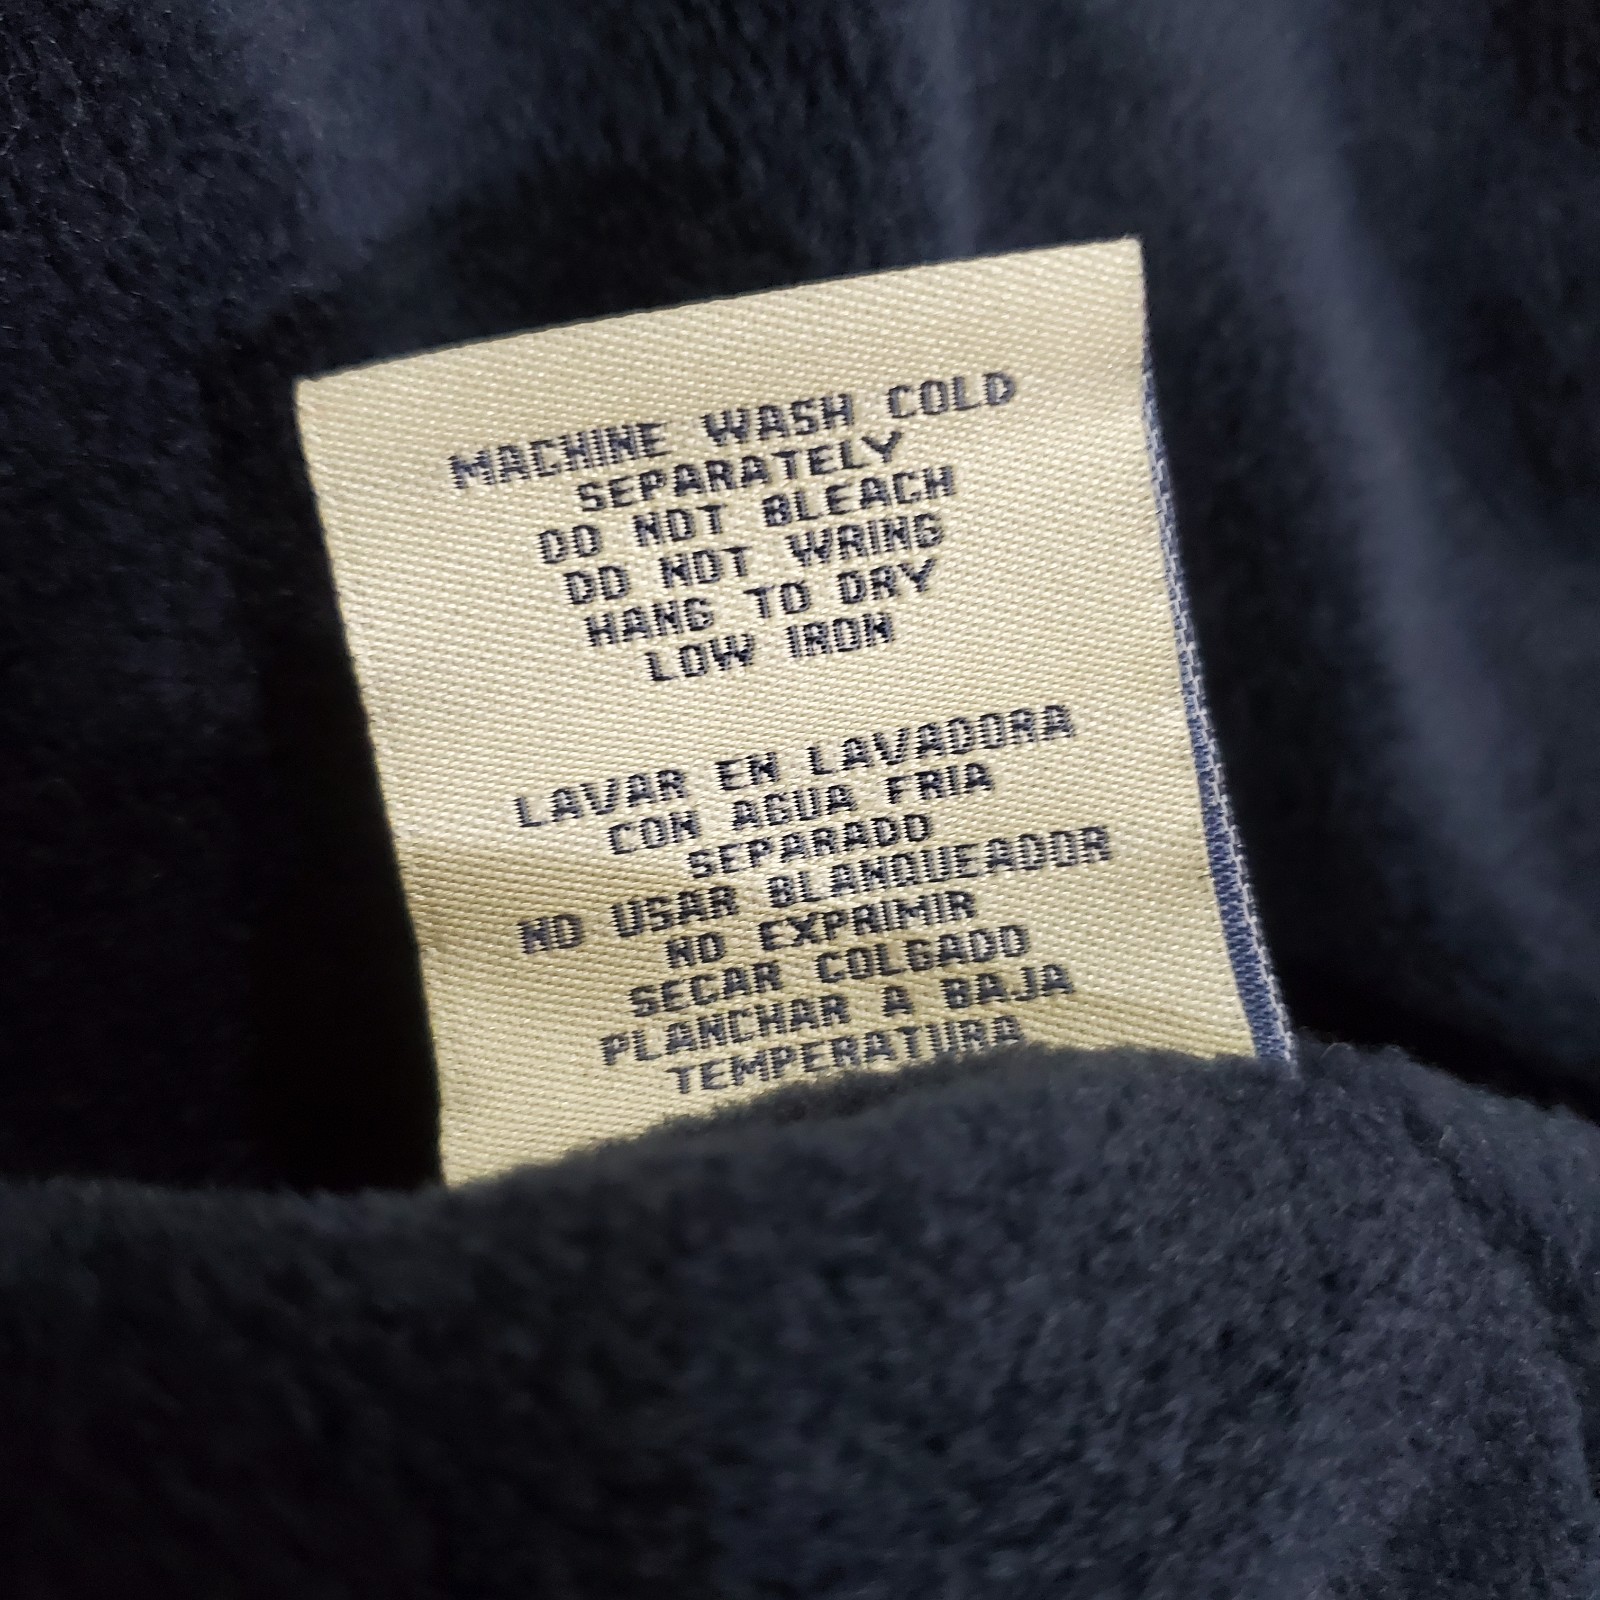 MACHINE WASH COLD
SEPARATELY
DO NOT BLEACH
DO NOT WRING
HANG TO DRY
LOW IRON
LAVAR EN LAVADORA
CON AGUA FRIA
SEPARADO
NO USAR BLANQUEADOR
NO EXPRIMIR
SECAR COLGADO
PLANCHAR A BAJA
TEMPERATURA